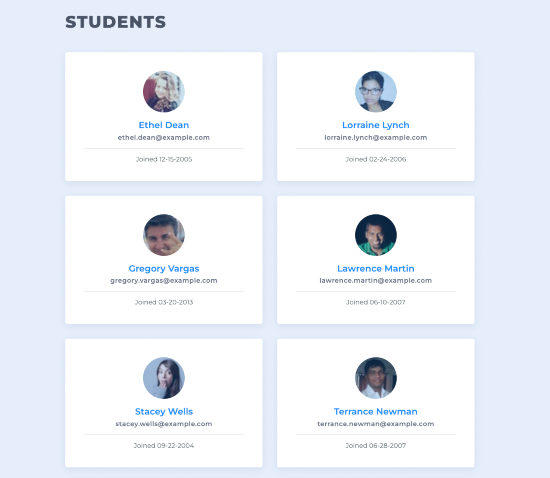 STUDENTS
Ethel Dean
ethel.dean@example.com
Joined 12-15-2005
Lorraine Lynch
lorraine.lynch@example.com
Joined 02-24-2006
Gregory Vargas
gregory.vargas@example.com
Joined 03-20-2013
Lawrence Martin
lawrence.martin@example.com
Joined 06-10-2007
Stacey Wells
stacey.wells@example.com
Joined 09-22-2004
Terrance Newman
terrance.newman@example.com
Joined 06-28-2007